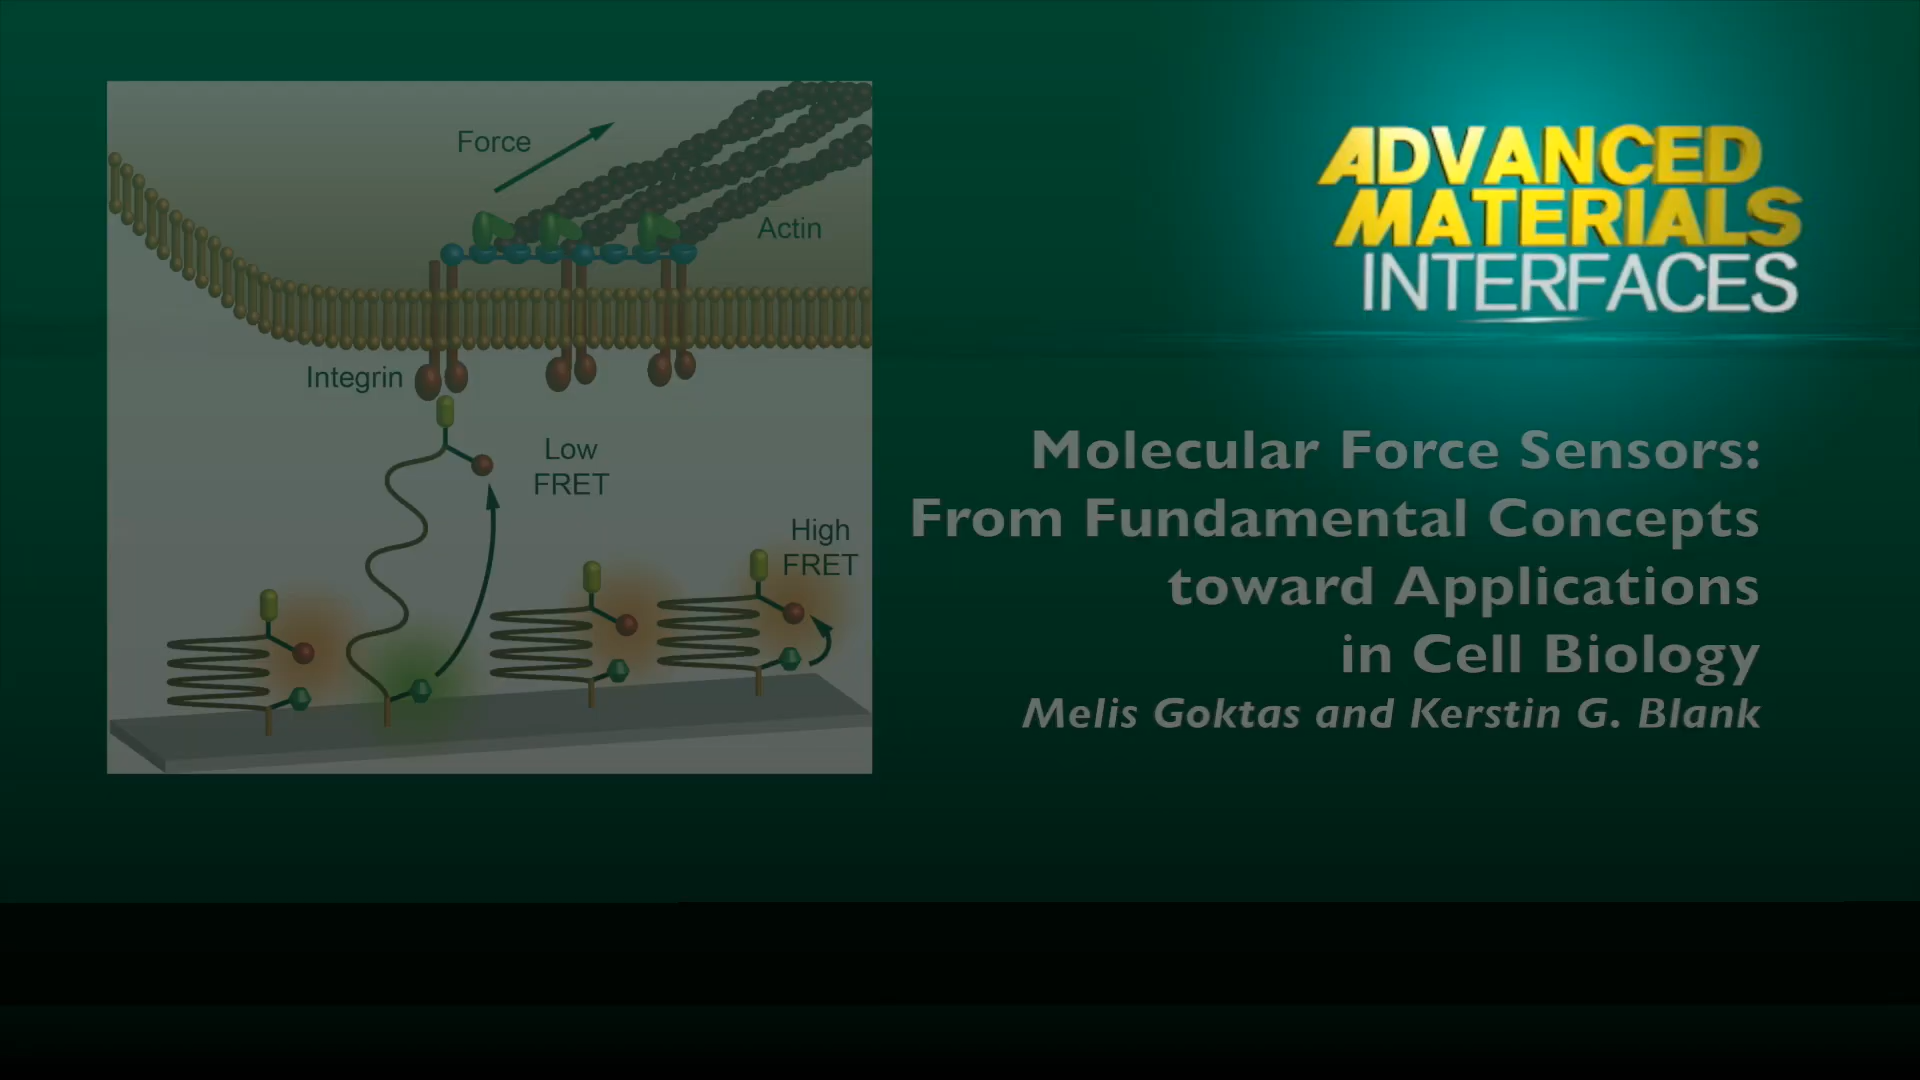 Force
Actin
Integrin
Low
FRET
High
FRET
ADVANCED
MATERIALS
INTERFACES
Molecular Force Sensors:
From Fundamental Concepts
toward Applications
in Cell Biology
Melis Goktas and Kerstin G. Blank